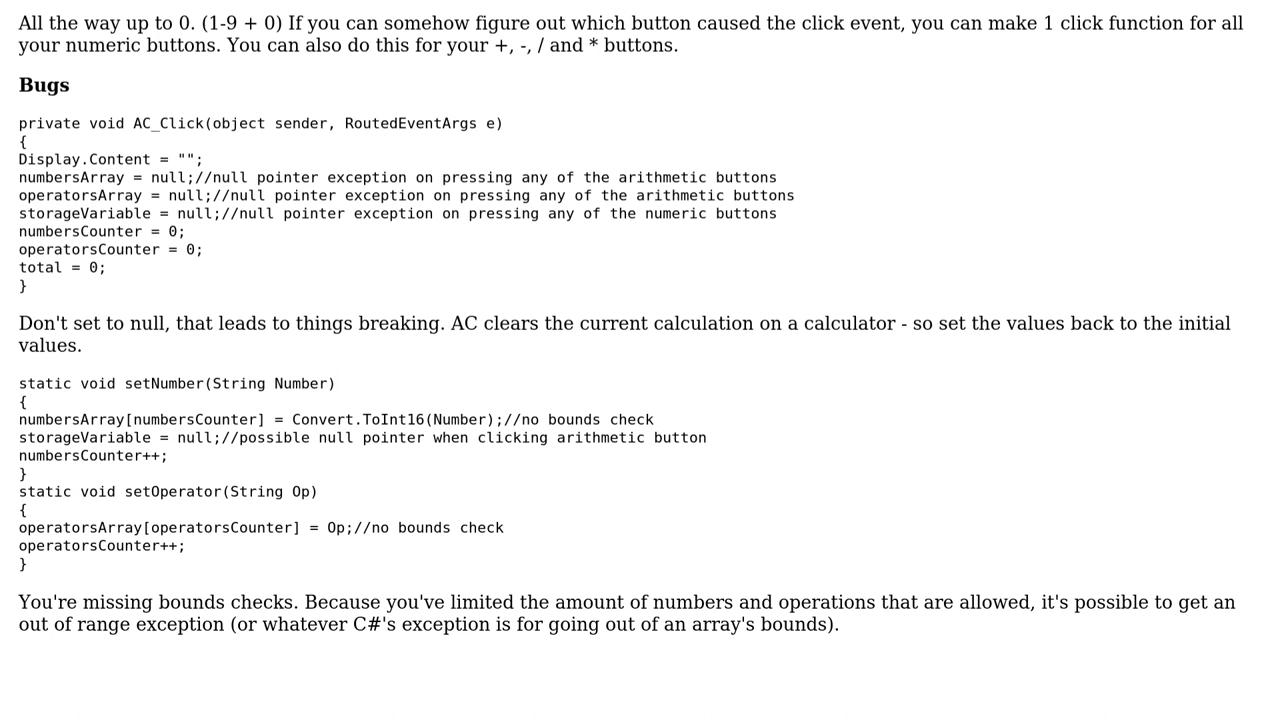 All the way up to 0. (1-9 + 0) If you can somehow figure out which button caused the click event, you can make 1 click function for all
your numeric buttons. You can also do this for your +, -, / and * buttons.
Bugs
private void AC_Click(object sender, RoutedEventArgs e)
{
Display.Content = "";
numbersArray = null;//null pointer exception on pressing any of the arithmetic buttons
operatorsArray = null;//null pointer exception on pressing any of the arithmetic buttons
storageVariable = null;//null pointer exception on pressing any of the numeric buttons
numbersCounter = 0;
operatorsCounter = 0;
total = 0;
}
Don't set to null, that leads to things breaking. AC clears the current calculation on a calculator - so set the values back to the initial
values.
static void setNumber(String Number)
{
numbersArray[numbersCounter] = Convert.ToInt16(Number);//no bounds check
storageVariable = null;//possible null pointer when clicking arithmetic button
numbersCounter++;
}
static void setOperator(String Op)
{
operatorsArray[operatorsCounter] = Op;//no bounds check
operatorsCounter++;
}
You're missing bounds checks. Because you've limited the amount of numbers and operations that are allowed, it's possible to get an
out of range exception (or whatever C#'s exception is for going out of an array's bounds).